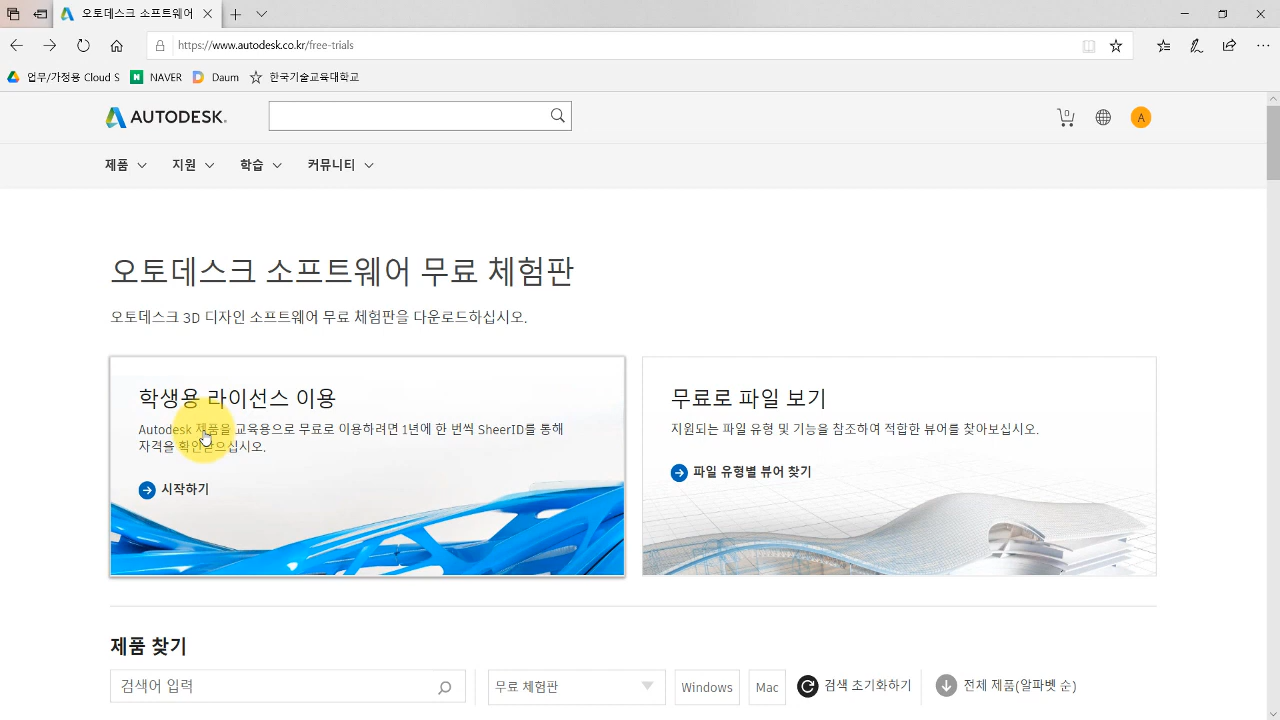 오토데스크 소프트웨어
https://www.autodesk.co.kr/free-trials
업무/가정용 Cloud S NAVER Daum 한국기술교육대학교
AUTODESK. 0 A
제품 지원 학습 커뮤니티
오토데스크 소프트웨어 무료 체험판
오토데스크 3D 디자인 소프트웨어 무료 체험판을 다운로드하십시오.
학생용 라이선스 이용
Autodesk 제품을 교육용으로 무료로 이용하려면 1년에 한 번씩 SheerID를 통해
자격을 확인받으십시오.
시작하기
무료로 파일 보기
지원되는 파일 유형 및 기능을 참조하여 적합한 뷰어를 찾아보십시오.
파일 유형별 뷰어 찾기
제품 찾기
검색어 입력 무료 체험판 Windows Mac 검색 초기화하기 전체 제품(알파벳 순)